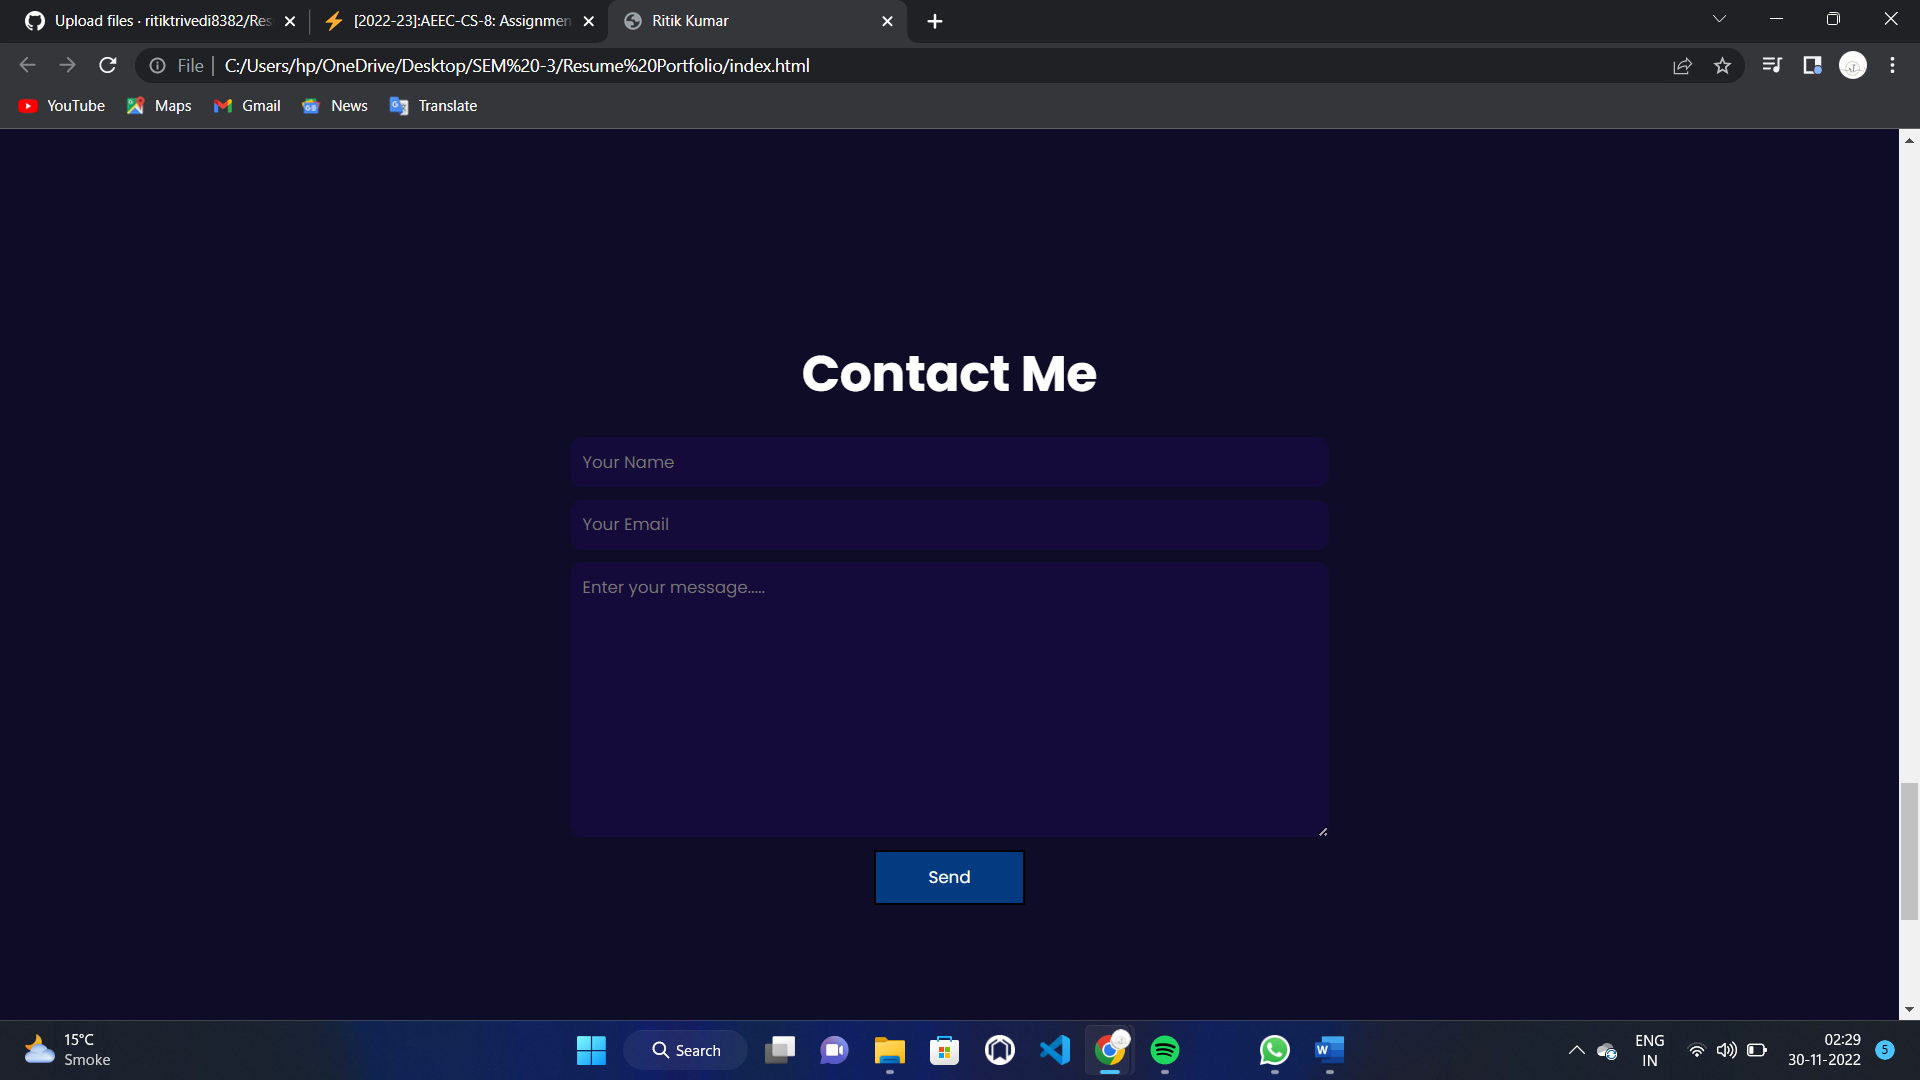 Upload files · ritiktrivedi8382/Res
[2022-23]:AEEC-CS-8: Assignmen
Ritik Kumar
File
C:/Users/hp/OneDrive/Desktop/SEM%20-3/Resume%20Portfolio/index.html
YouTube
Maps
Gmail
News
Translate
Contact Me
Your Name
Your Email
Enter your message.....
Send
15°C
Smoke
Search
ENG
IN
02:29
30-11-2022
5